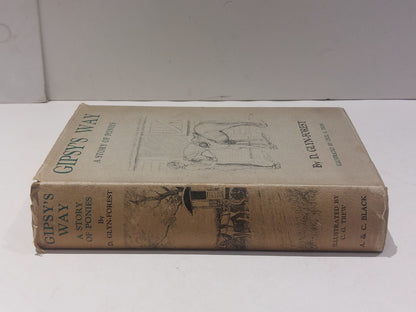 GIPSY'S WAY
A STORY OF PONIES
By D. GLYN-FOREST
GIPSY'S
WAY
A STORY
OF PONIES
By
D. GLYN-FOREST
ILLUSTRATED BY
C. G. TREW
A. & C. BLACK